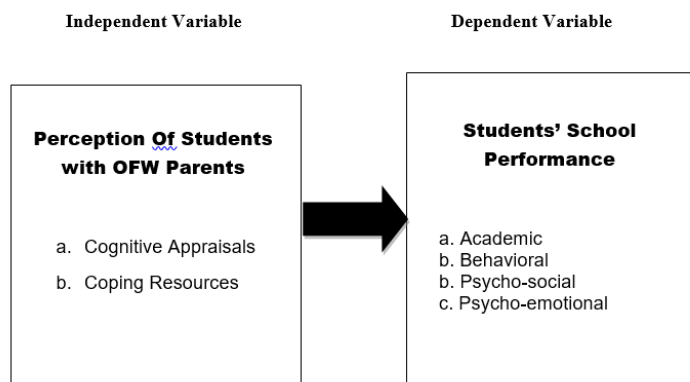 Independent Variable
Dependent Variable
Perception Of Students
with OFW Parents
a. Cognitive Appraisals
b. Coping Resources
Students' School
Performance
a. Academic
b. Behavioral
b. Psycho-social
c. Psycho-emotional